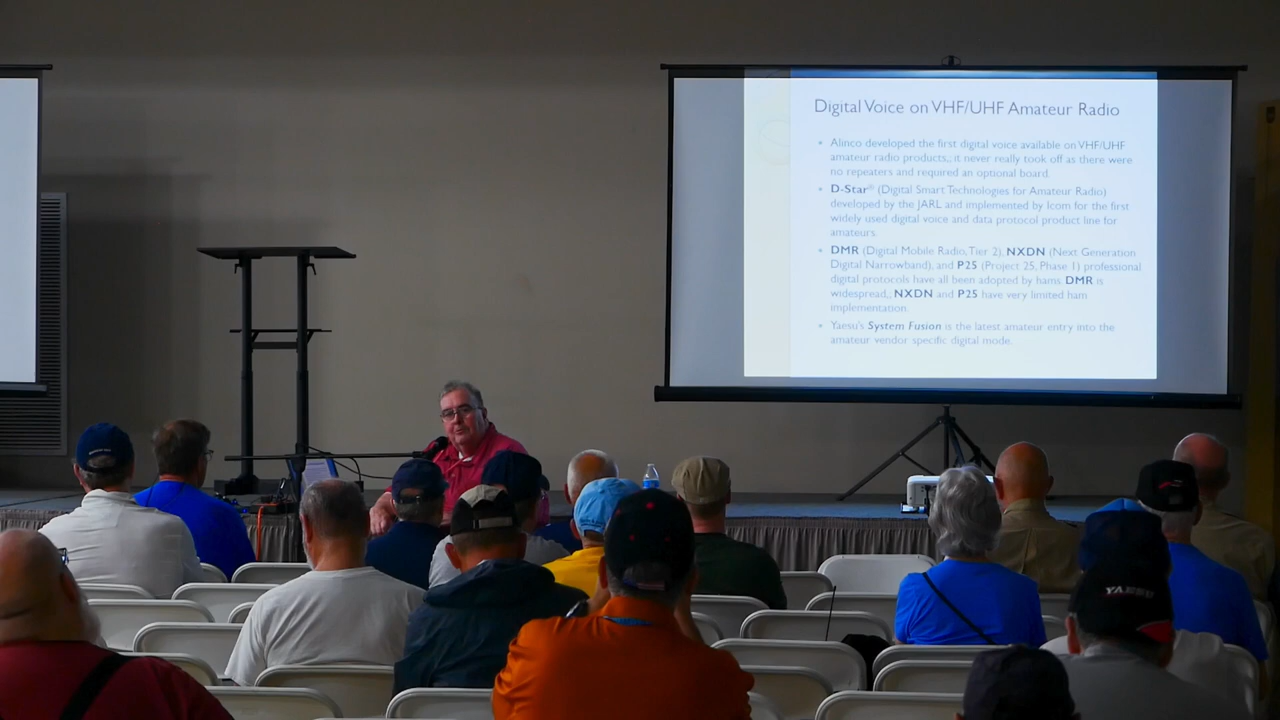 Digital Voice on VHF/UHF Amateur Radio
• Alinco developed the first digital voice available on VHF/UHF
amateur radio products,, it never really took off as there were
no repeaters and required an optional board.
• D-Star® (Digital Smart Technologies for Amateur Radio)
developed by the JARL and implemented by Icom for the first
widely used digital voice and data protocol product line for
amateurs.
• DMR (Digital Mobile Radio, Tier 2), NXDN (Next Generation
Digital Narrowband), and P25 (Project 25, Phase 1) professional
digital protocols have all been adopted by hams DMR is
widespread,, NXDN and P25 have very limited ham
implementation.
• Yaesu's System Fusion is the latest amateur entry into the
amateur vendor specific digital mode.
YAESU